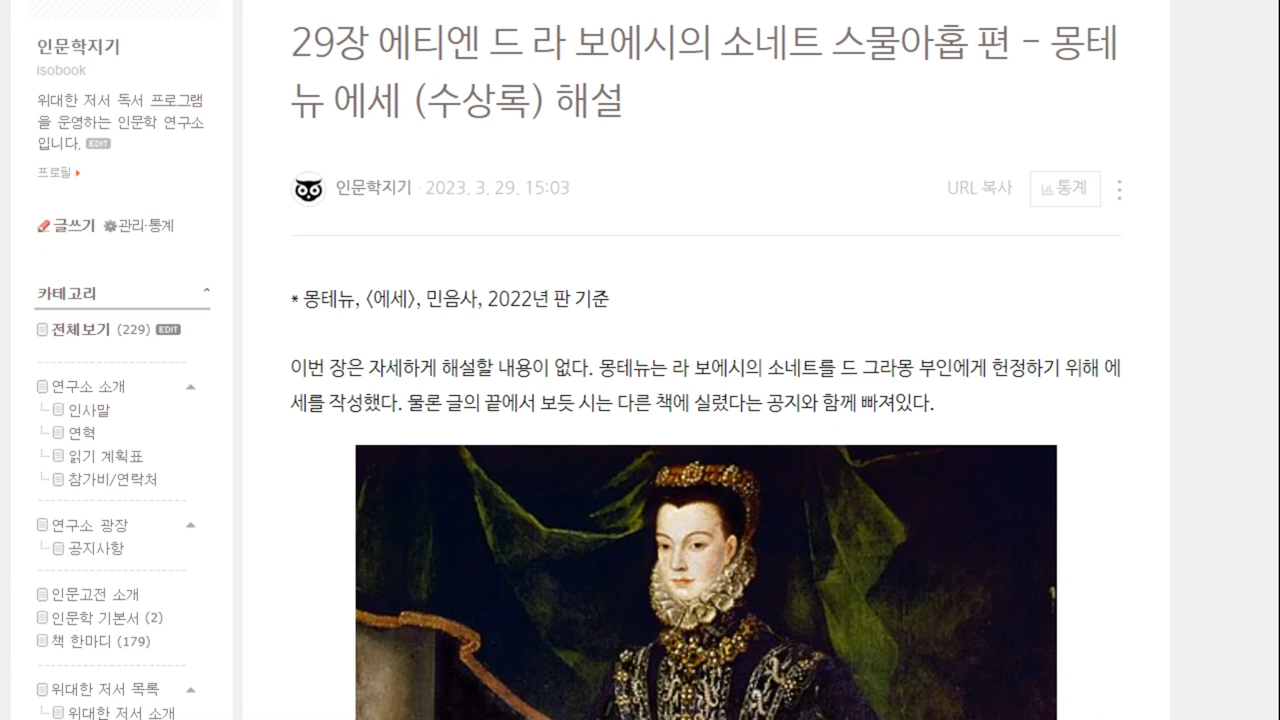 인문학지기
isobook
위대한 저서 독서 프로그램
을 운영하는 인문학 연구소
입니다. EDIT
프로필
글쓰기 관리·통계
카테고리
전체보기 (229) EDIT
연구소 소개
인사말
연혁
읽기 계획표
참가비/연락처
연구소 광장
공지사항
인문고전 소개
인문학 기본서 (2)
책 한마디 (179)
위대한 저서 목록
위대한 저서 소개
29장 에티엔 드 라 보에시의 소네트 스물아홉 편 - 몽테
뉴 에세 (수상록) 해설
인문학지기 · 2023. 3. 29. 15:03
URL 복사 통계
* 몽테뉴, 〈에세〉, 민음사, 2022년 판 기준
이번 장은 자세하게 해설할 내용이 없다. 몽테뉴는 라 보에시의 소네트를 드 그라몽 부인에게 헌정하기 위해 에
세를 작성했다. 물론 글의 끝에서 보듯 시는 다른 책에 실렸다는 공지와 함께 빠져있다.